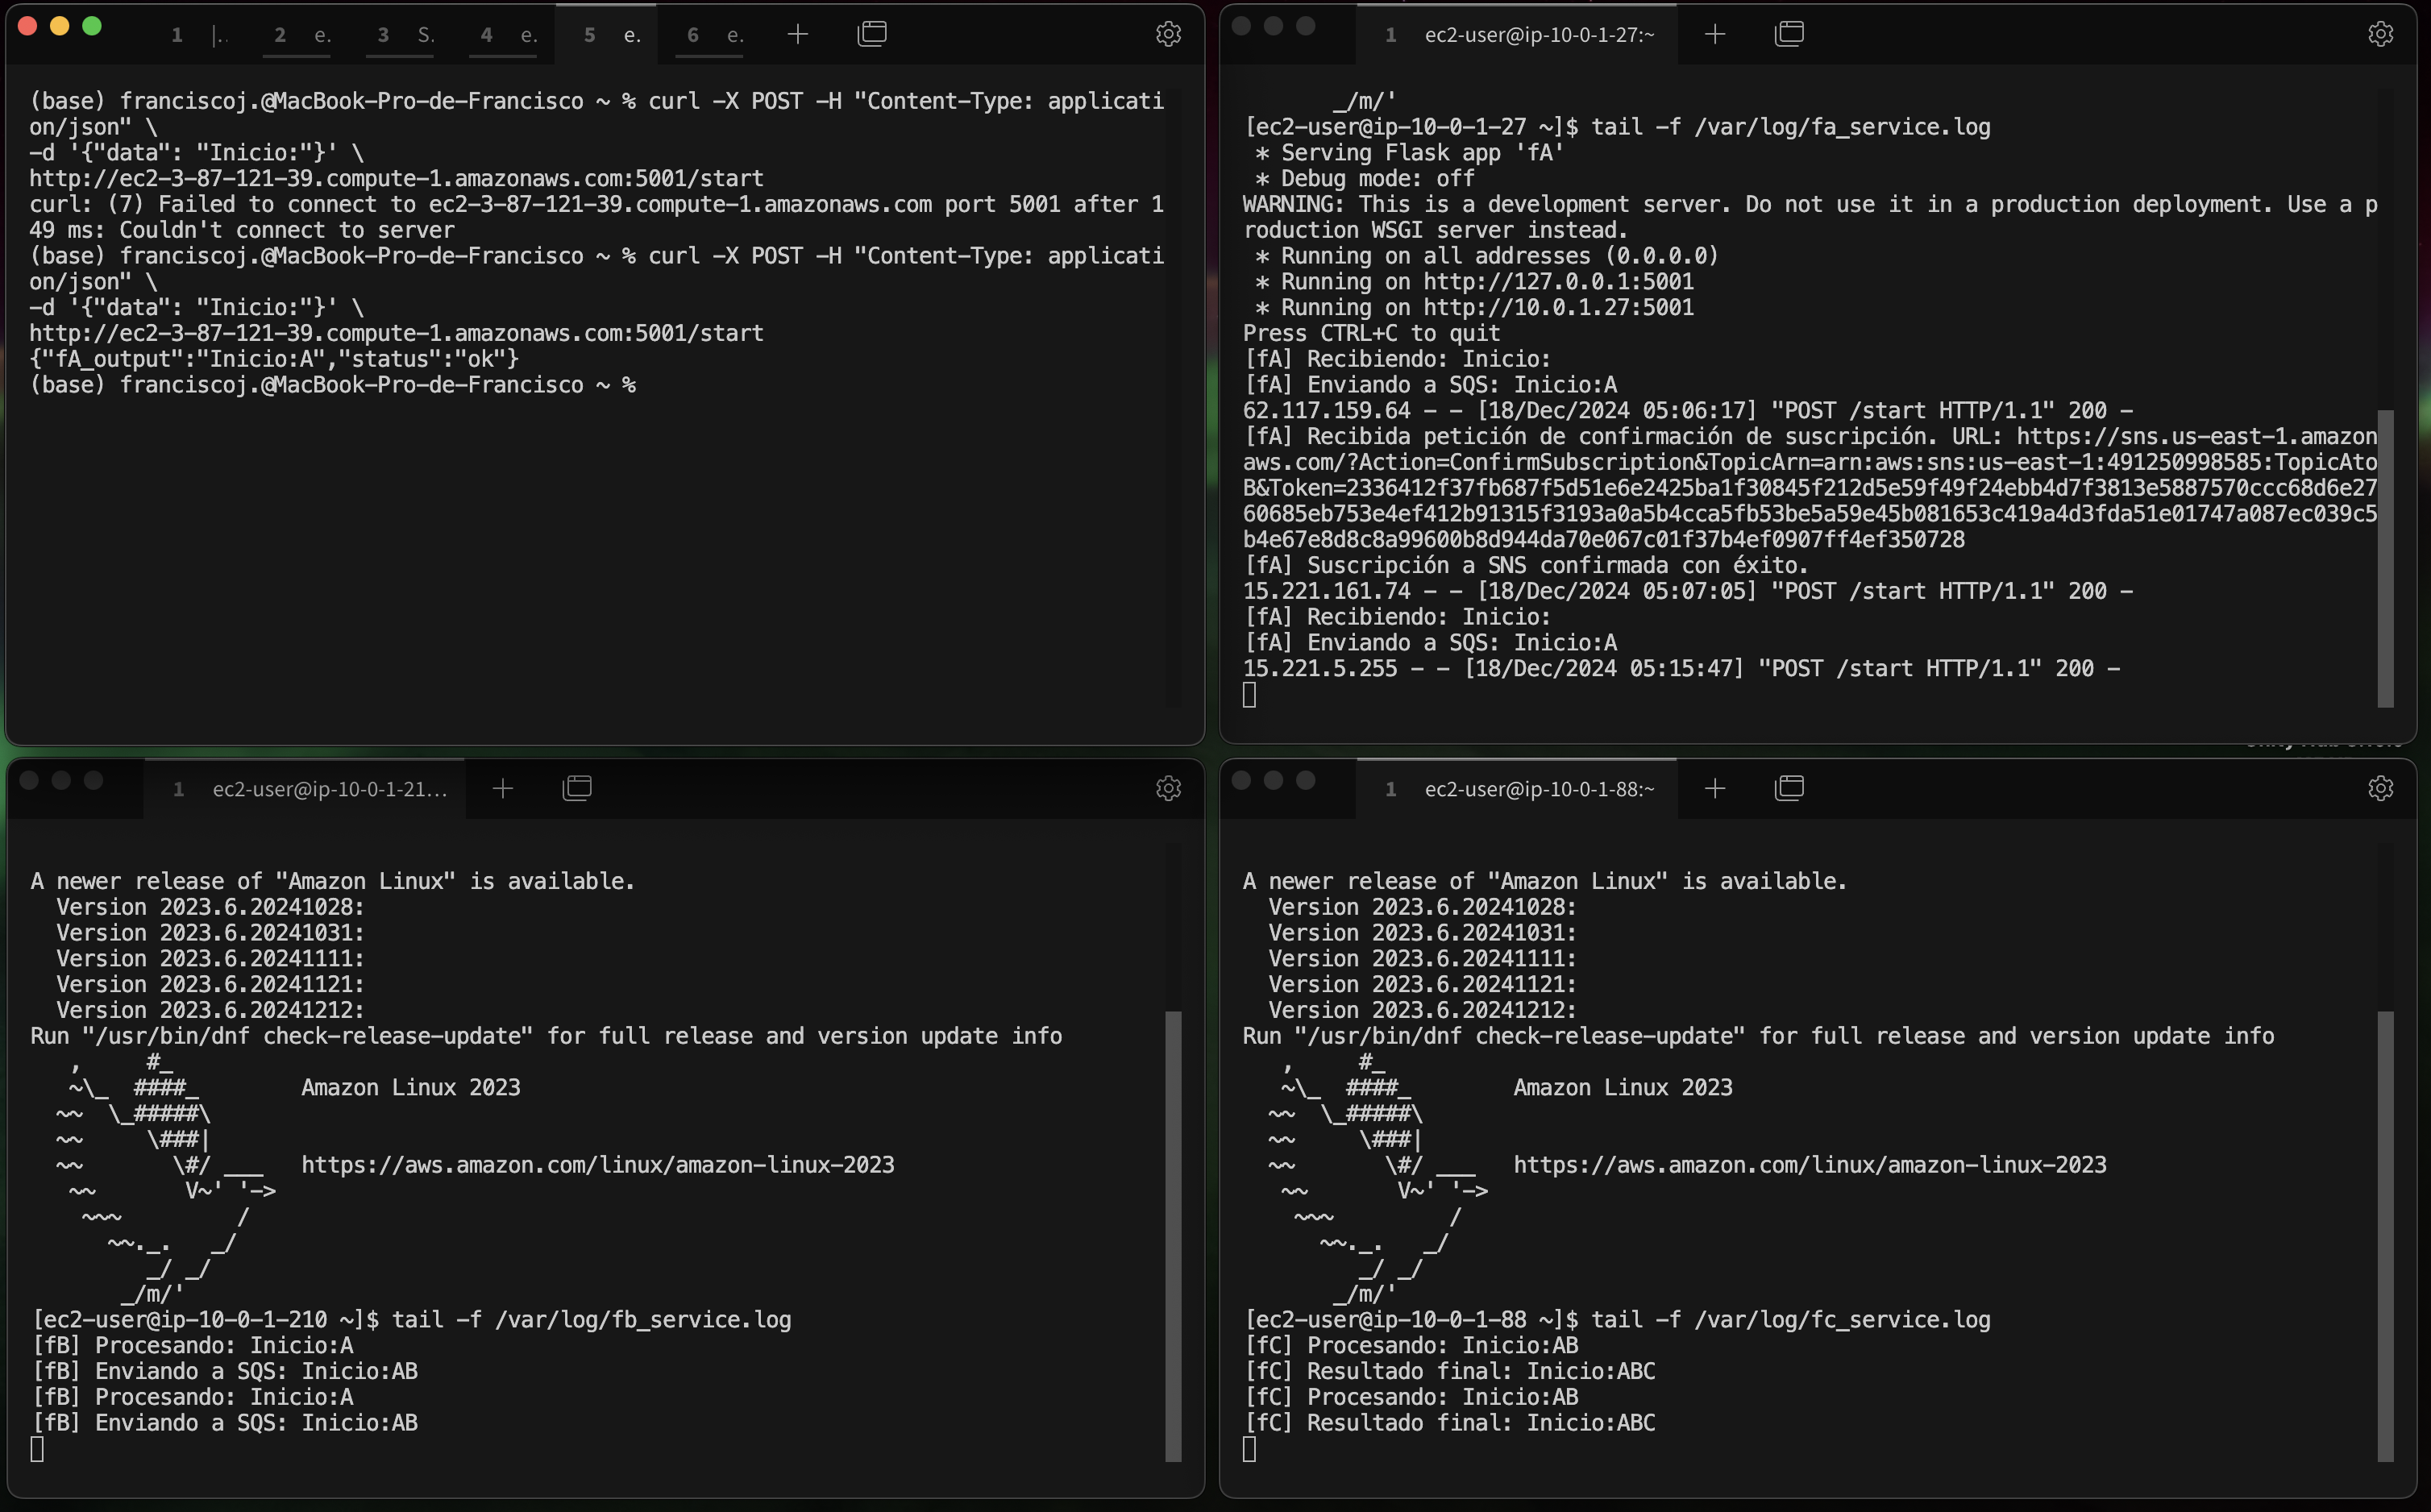 1 |.. 2 e. 3 S. 4 e. 5 e. 6 e.
(base) franciscoj.@MacBook-Pro-de-Francisco ~ % curl -X POST -H "Content-Type: applicati
on/json" \
-d '{"data": "Inicio:"}' \
http://ec2-3-87-121-39.compute-1.amazonaws.com:5001/start
curl: (7) Failed to connect to ec2-3-87-121-39.compute-1.amazonaws.com port 5001 after 1
49 ms: Couldn't connect to server
(base) franciscoj.@MacBook-Pro-de-Francisco ~ % curl -X POST -H "Content-Type: applicati
on/json" \
-d '{"data": "Inicio:"}' \
http://ec2-3-87-121-39.compute-1.amazonaws.com:5001/start
{"fA_output":"Inicio:A","status":"ok"}
(base) franciscoj.@MacBook-Pro-de-Francisco ~ %
1 ec2-user@ip-10-0-1-27:~
_/m/'
[ec2-user@ip-10-0-1-27 ~]$ tail -f /var/log/fa_service.log
* Serving Flask app 'fA'
* Debug mode: off
WARNING: This is a development server. Do not use it in a production deployment. Use a p
roduction WSGI server instead.
* Running on all addresses (0.0.0.0)
* Running on http://127.0.0.1:5001
* Running on http://10.0.1.27:5001
Press CTRL+C to quit
[fA] Recibiendo: Inicio:
[fA] Enviando a SQS: Inicio:A
62.117.159.64 - - [18/Dec/2024 05:06:17] "POST /start HTTP/1.1" 200 -
[fA] Recibida petición de confirmación de suscripción. URL: https://sns.us-east-1.amazon
aws.com/?Action=ConfirmSubscription&TopicArn=arn:aws:sns:us-east-1:491250998585:TopicAto
B&Token=2336412f37fb687f5d51e6e2425ba1f30845f212d5e59f49f24ebb4d7f3813e5887570ccc68d6e27
60685eb753e4ef412b91315f3193a0a5b4cca5fb53be5a59e45b081653c419a4d3fda51e01747a087ec039c5
b4e67e8d8c8a99600b8d944da70e067c01f37b4ef0907ff4ef350728
[fA] Suscripción a SNS confirmada con éxito.
15.221.161.74 - - [18/Dec/2024 05:07:05] "POST /start HTTP/1.1" 200 -
[fA] Recibiendo: Inicio:
[fA] Enviando a SQS: Inicio:A
15.221.5.255 - - [18/Dec/2024 05:15:47] "POST /start HTTP/1.1" 200 -
1 ec2-user@ip-10-0-1-21...
A newer release of "Amazon Linux" is available.
Version 2023.6.20241028:
Version 2023.6.20241031:
Version 2023.6.20241111:
Version 2023.6.20241121:
Version 2023.6.20241212:
Run "/usr/bin/dnf check-release-update" for full release and version update info
   ,     #_
   ~\_  ####_        Amazon Linux 2023
  ~~  \_#####\
  ~~     \###|
  ~~       \#/ ___   https://aws.amazon.com/linux/amazon-linux-2023
   ~~       V~' '->
    ~~~         /
      ~~._.   _/
         _/ _/
       _/m/'
[ec2-user@ip-10-0-1-210 ~]$ tail -f /var/log/fb_service.log
[fB] Procesando: Inicio:A
[fB] Enviando a SQS: Inicio:AB
[fB] Procesando: Inicio:A
[fB] Enviando a SQS: Inicio:AB
1 ec2-user@ip-10-0-1-88:~
A newer release of "Amazon Linux" is available.
Version 2023.6.20241028:
Version 2023.6.20241031:
Version 2023.6.20241111:
Version 2023.6.20241121:
Version 2023.6.20241212:
Run "/usr/bin/dnf check-release-update" for full release and version update info
   ,     #_
   ~\_  ####_        Amazon Linux 2023
  ~~  \_#####\
  ~~     \###|
  ~~       \#/ ___   https://aws.amazon.com/linux/amazon-linux-2023
   ~~       V~' '->
    ~~~         /
      ~~._.   _/
         _/ _/
       _/m/'
[ec2-user@ip-10-0-1-88 ~]$ tail -f /var/log/fc_service.log
[fC] Procesando: Inicio:AB
[fC] Resultado final: Inicio:ABC
[fC] Procesando: Inicio:AB
[fC] Resultado final: Inicio:ABC